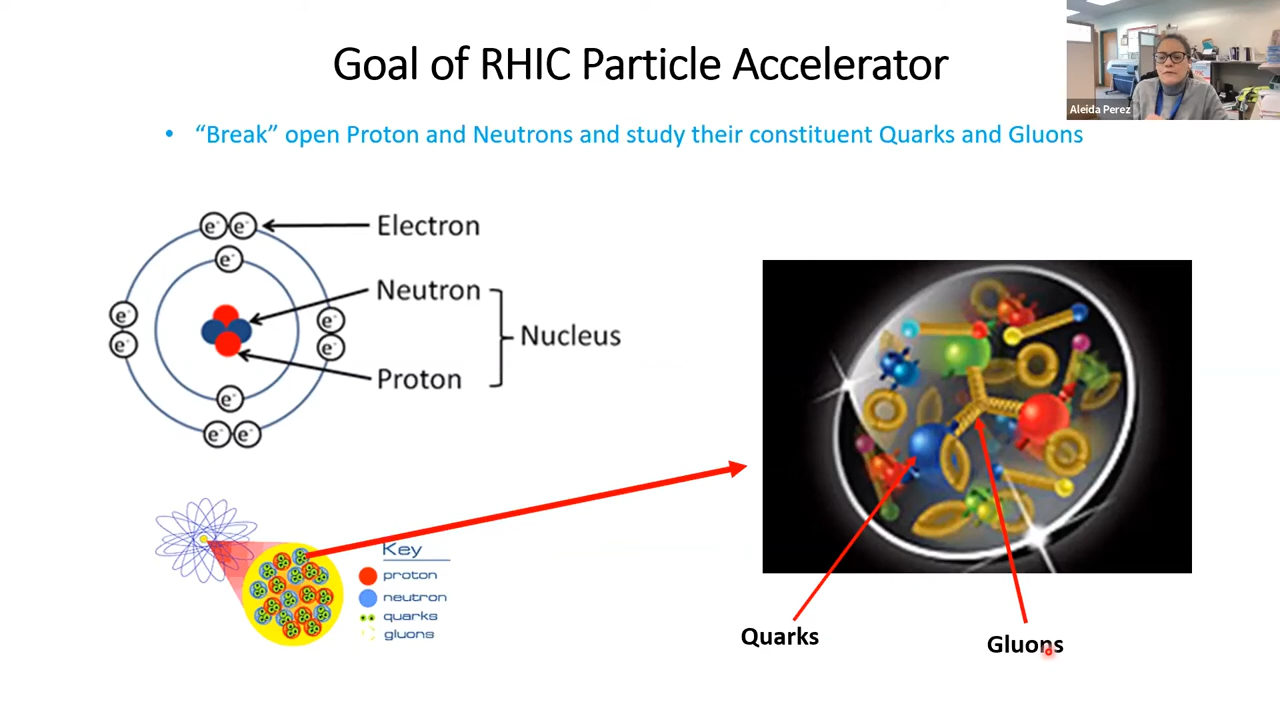 Goal of RHIC Particle Accelerator
Aleida Perez
• “Break” open Proton and Neutrons and study their constituent Quarks and Gluons
e⁻ e⁻
Electron
e⁻
Neutron
e⁻
e⁻
Nucleus
e⁻
e⁻
Proton
e⁻
e⁻ e⁻
Key
proton
neutron
quarks
gluons
Quarks
Gluons